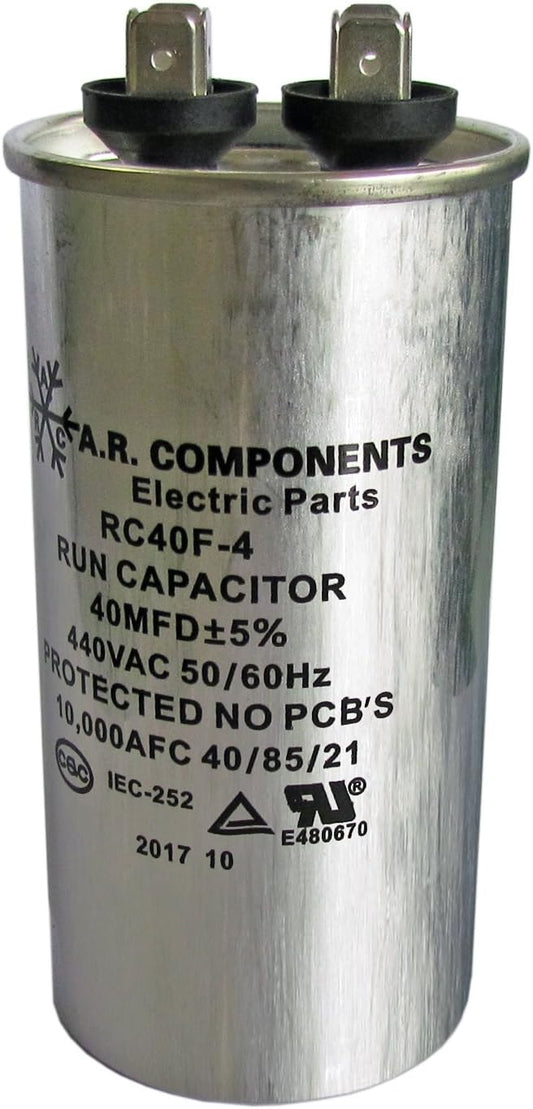 A
R C
A.R. COMPONENTS
Electric Parts
RC40F-4
RUN CAPACITOR
40MFD±5%
440VAC 50/60Hz
PROTECTED NO PCB'S
10,000AFC 40/85/21
IEC-252
RU®
E480670
2017 10